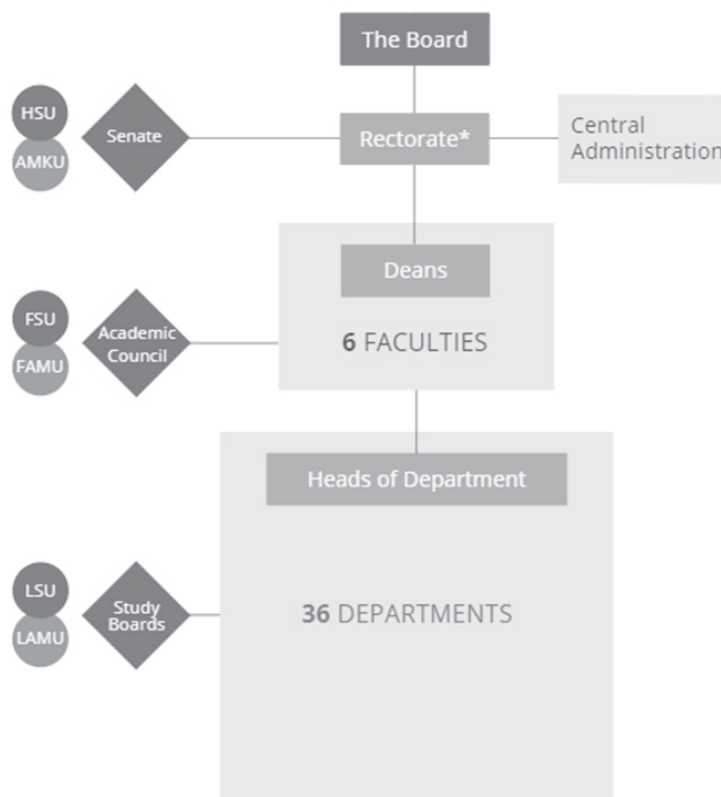 The Board
HSU
AMKU
Senate
Rectorate*
Central
Administration
Deans
6 FACULTIES
FSU
FAMU
Academic
Council
Heads of Department
36 DEPARTMENTS
LSU
LAMU
Study
Boards